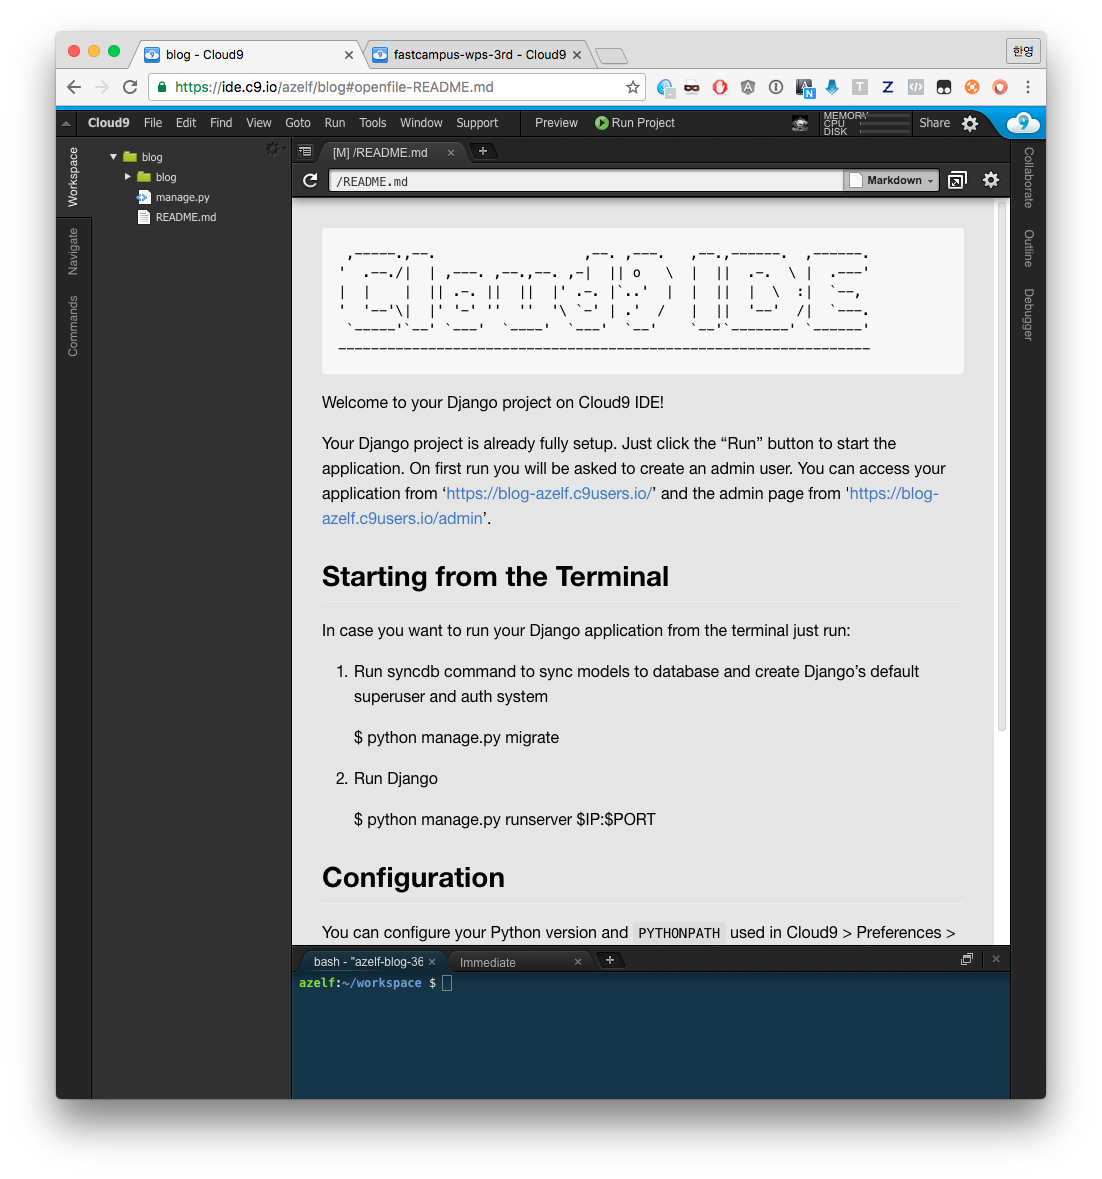 blog - Cloud9
fastcampus-wps-3rd - Cloud9
한영
https://ide.c9.io/azelf/blog#openfile-README.md
Cloud9 File Edit Find View Goto Run Tools Window Support Preview Run Project
MEMORY
CPU
DISK
Share
Workspace
Navigate
Commands
blog
blog
manage.py
README.md
[M] /README.md
/README.md
Markdown
Collaborate
Outline
Debugger
Cloud9 IDE
Welcome to your Django project on Cloud9 IDE!
Your Django project is already fully setup. Just click the “Run” button to start the
application. On first run you will be asked to create an admin user. You can access your
application from ‘https://blog-azelf.c9users.io/’ and the admin page from 'https://blog-
azelf.c9users.io/admin’.
Starting from the Terminal
In case you want to run your Django application from the terminal just run:
1. Run syncdb command to sync models to database and create Django’s default
superuser and auth system
$ python manage.py migrate
2. Run Django
$ python manage.py runserver $IP:$PORT
Configuration
You can configure your Python version and PYTHONPATH used in Cloud9 > Preferences >
bash - "azelf-blog-36
Immediate
azelf:~/workspace $